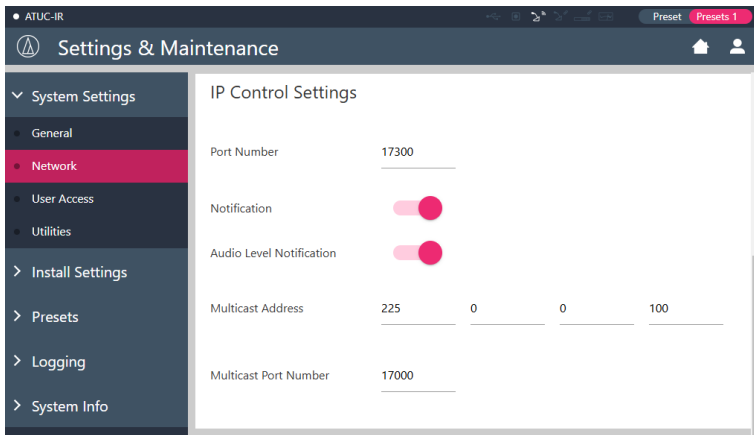 ATUC-IR
Preset Presets 1
Settings & Maintenance
System Settings
General
Network
User Access
Utilities
Install Settings
Presets
Logging
System Info
IP Control Settings
Port Number 17300
Notification
Audio Level Notification
Multicast Address 225 0 0 100
Multicast Port Number 17000